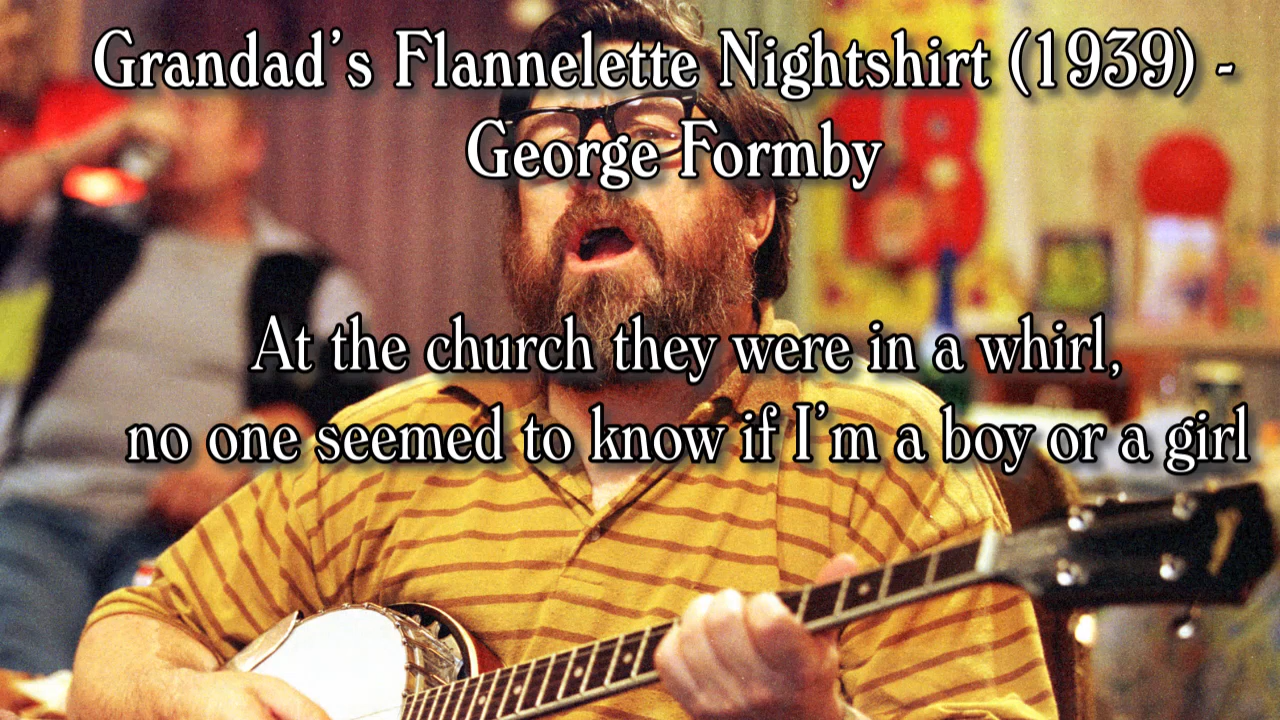 Grandad's Flannelette Nightshirt (1939) -
George Formby
At the church they were in a whirl,
no one seemed to know if I'm a boy or a girl